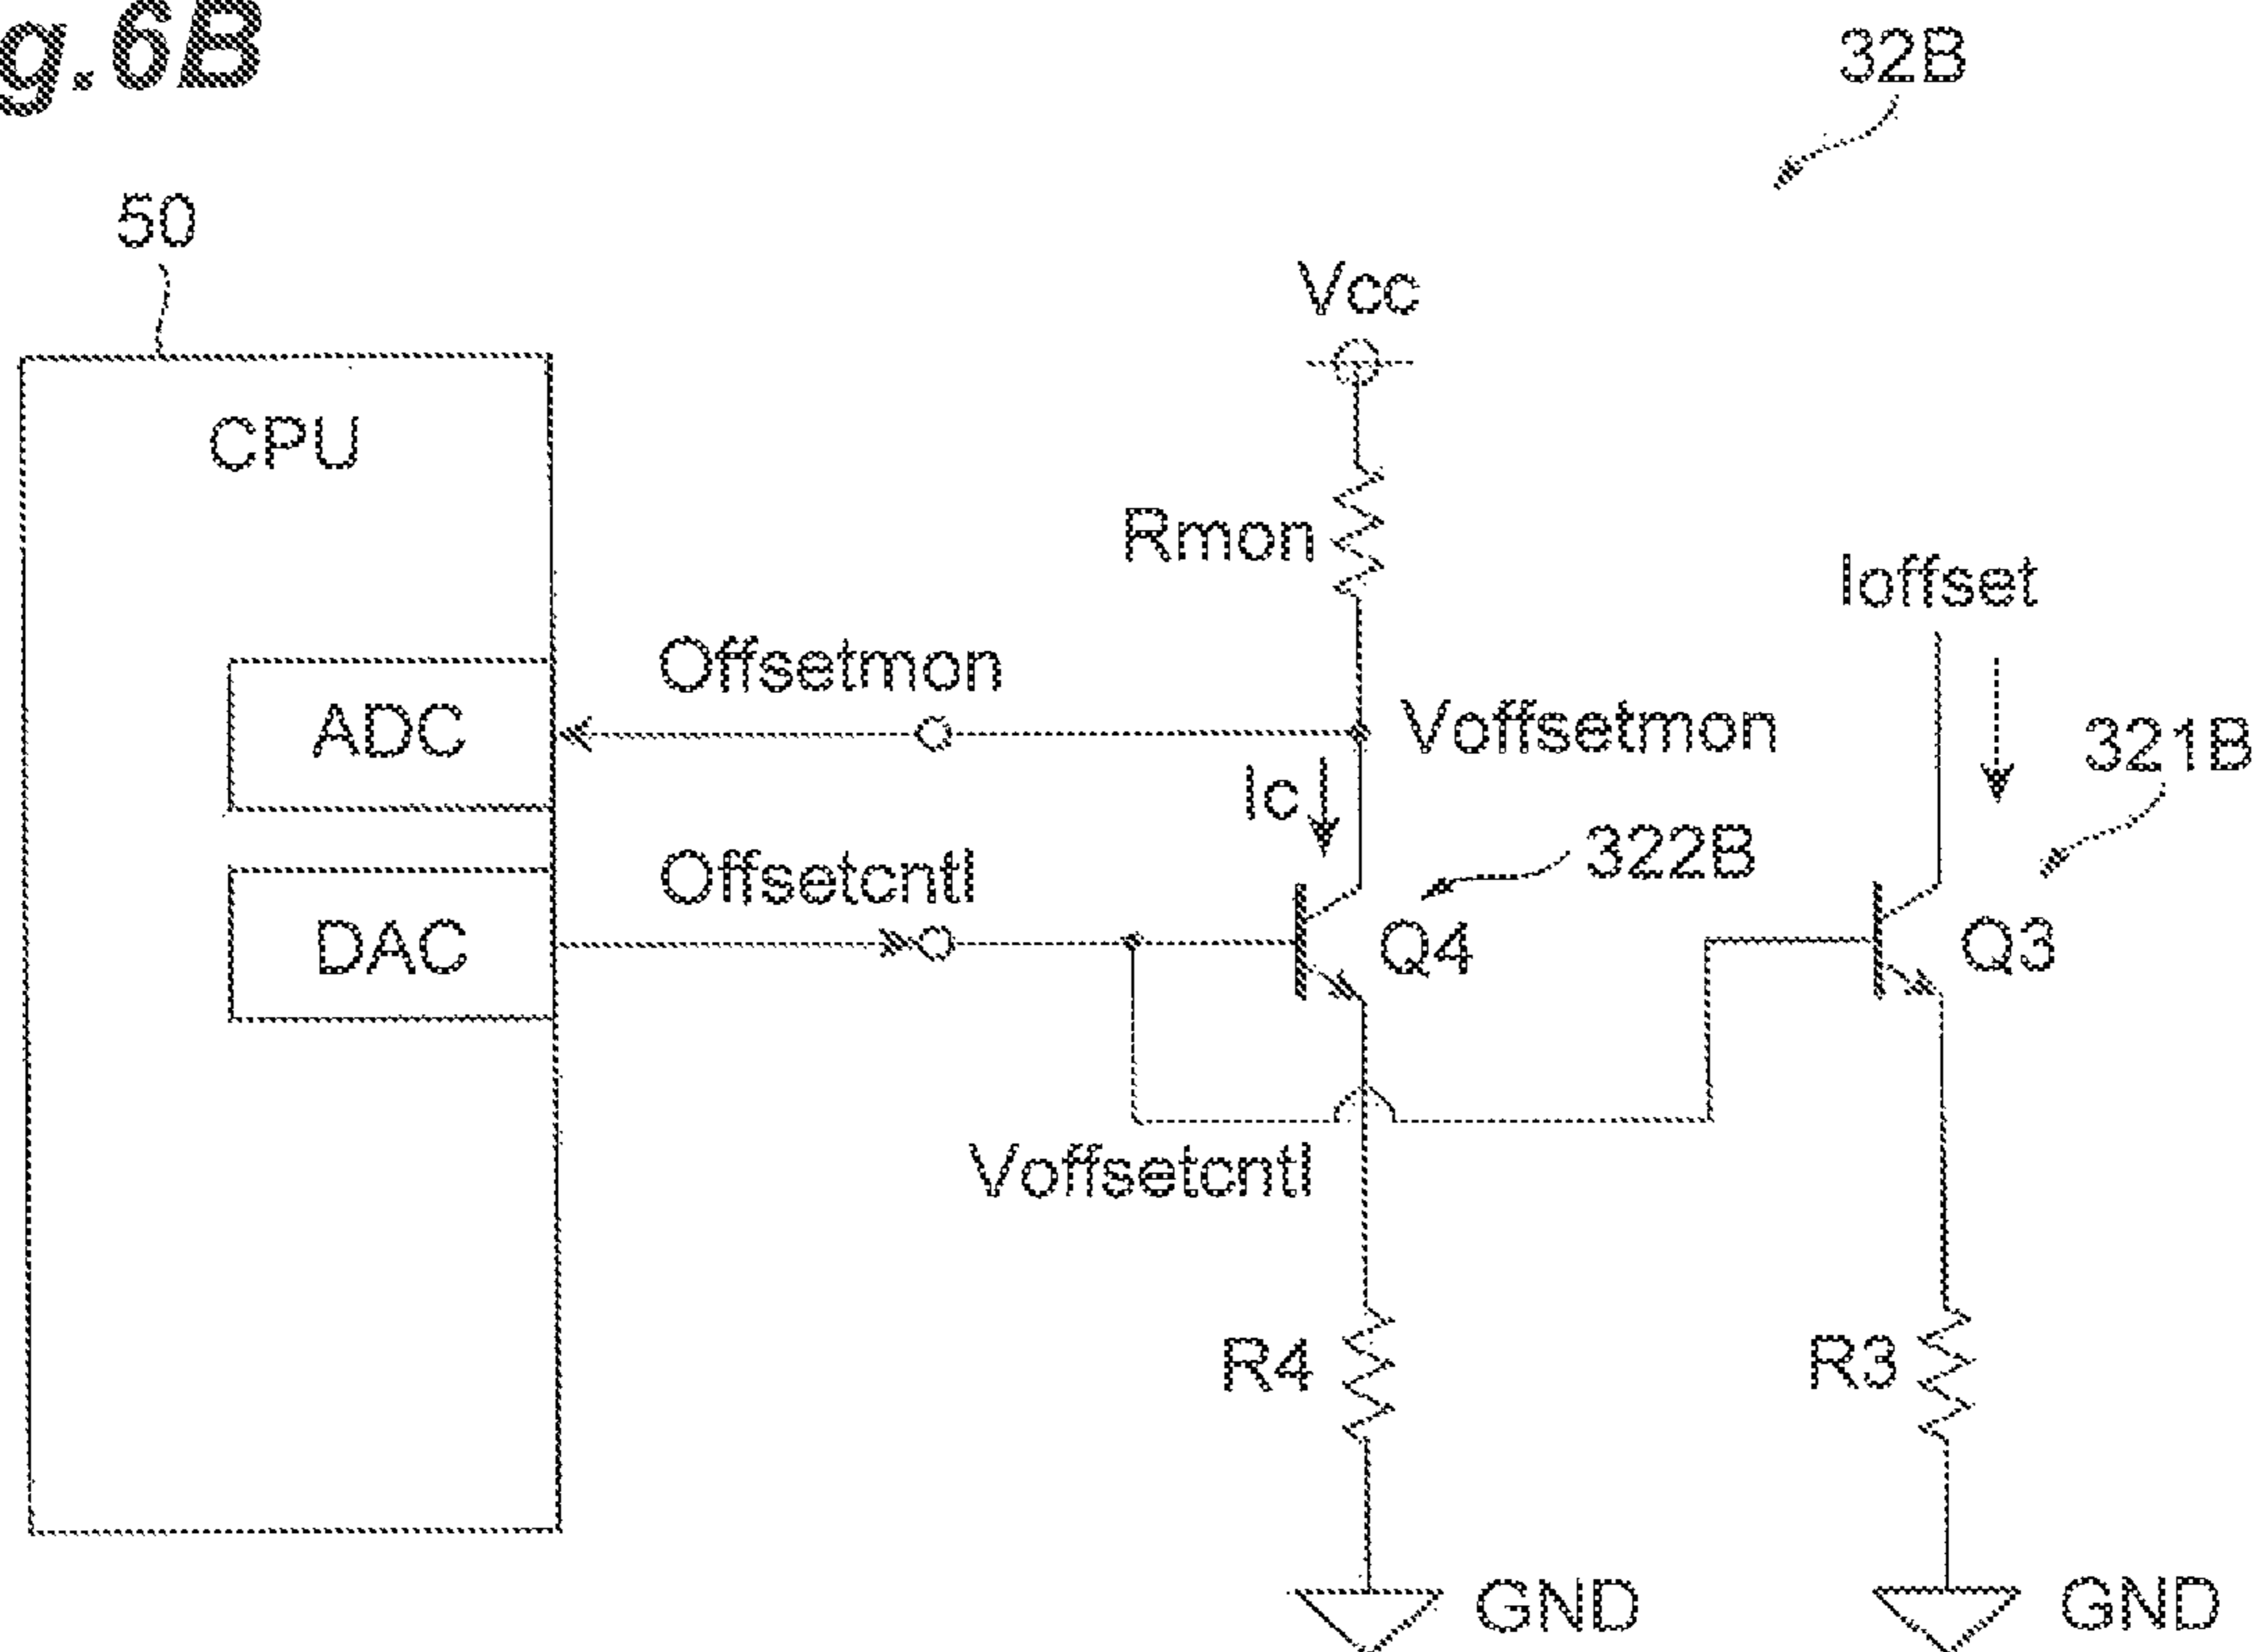 g.6B
32B
50
Vcc
CPU
Rmon
Ioffset
Offsetmon
ADC
Voffsetmon
321B
Ic
322B
Offsetcntl
DAC
Q4
Q3
Voffsetcntl
R4
R3
GND
GND